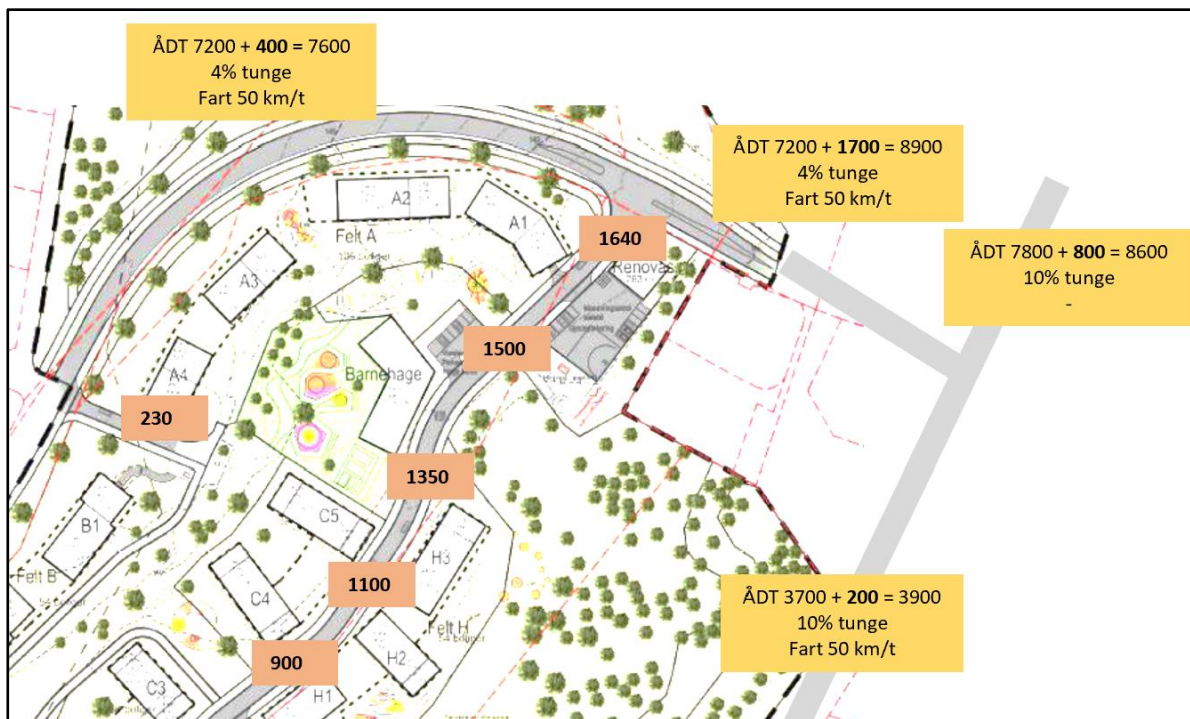 ÅDT 7200 + 400 = 7600
4% tunge
Fart 50 km/t
ÅDT 7200 + 1700 = 8900
4% tunge
Fart 50 km/t
ÅDT 7800 + 800 = 8600
10% tunge
-
A2
A1
Felt A
1640
A3
1500
Barnehage
A4
230
1350
C5
B1
H3
Felt B
1100
C4
ÅDT 3700 + 200 = 3900
10% tunge
Fart 50 km/t
Felt H
900
H2
C3
H1